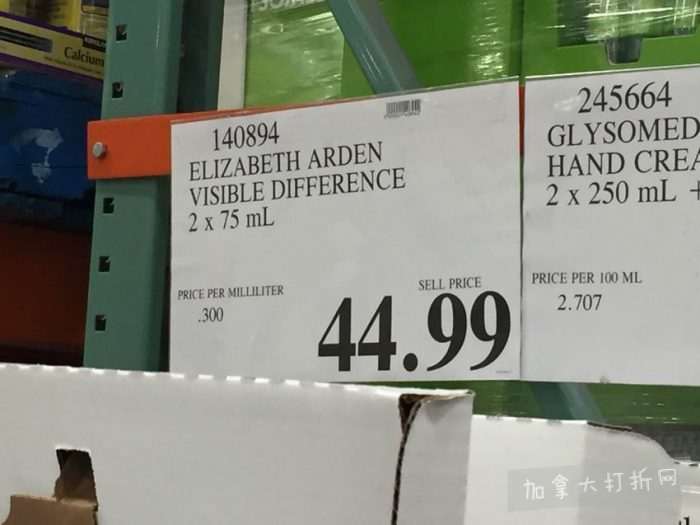 Calcium
140894
ELIZABETH ARDEN
VISIBLE DIFFERENCE
2 x 75 mL
PRICE PER MILLILITER
.300
SELL PRICE
44.99
245664
GLYSOMED
HAND CREA
2 x 250 mL +
PRICE PER 100 ML
2.707
加拿大打折网